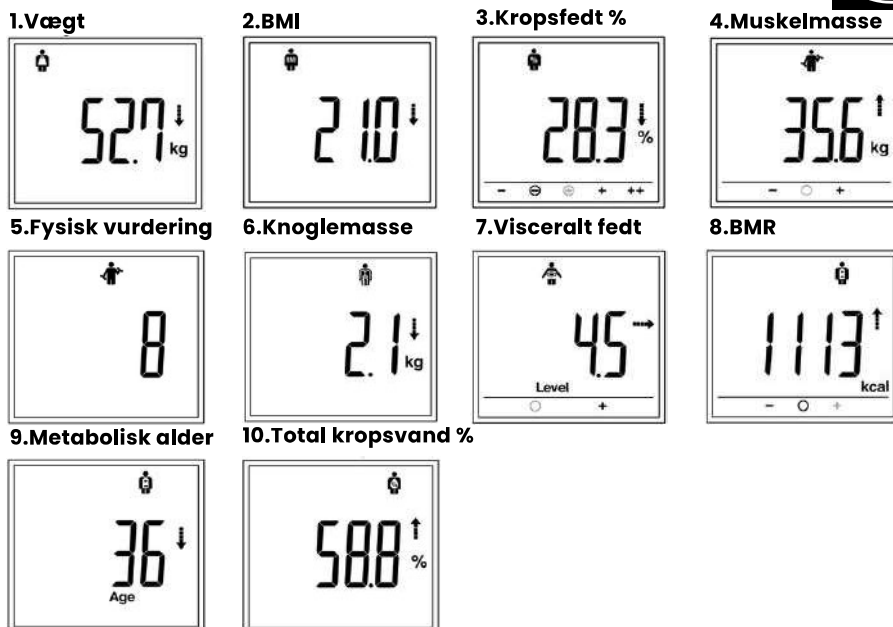 1.Vægt
52.7 kg
2.BMI
21.0
3.Kropsfedt %
28.3 %
- + ++
4.Muskelmasse
35.6 kg
- +
5.Fysisk vurdering
8
6.Knoglemasse
2.1 kg
7.Visceralt fedt
4.5
Level
+
8.BMR
1113
kcal
- +
9.Metabolisk alder
36
Age
10.Total kropsvand %
58.8 %